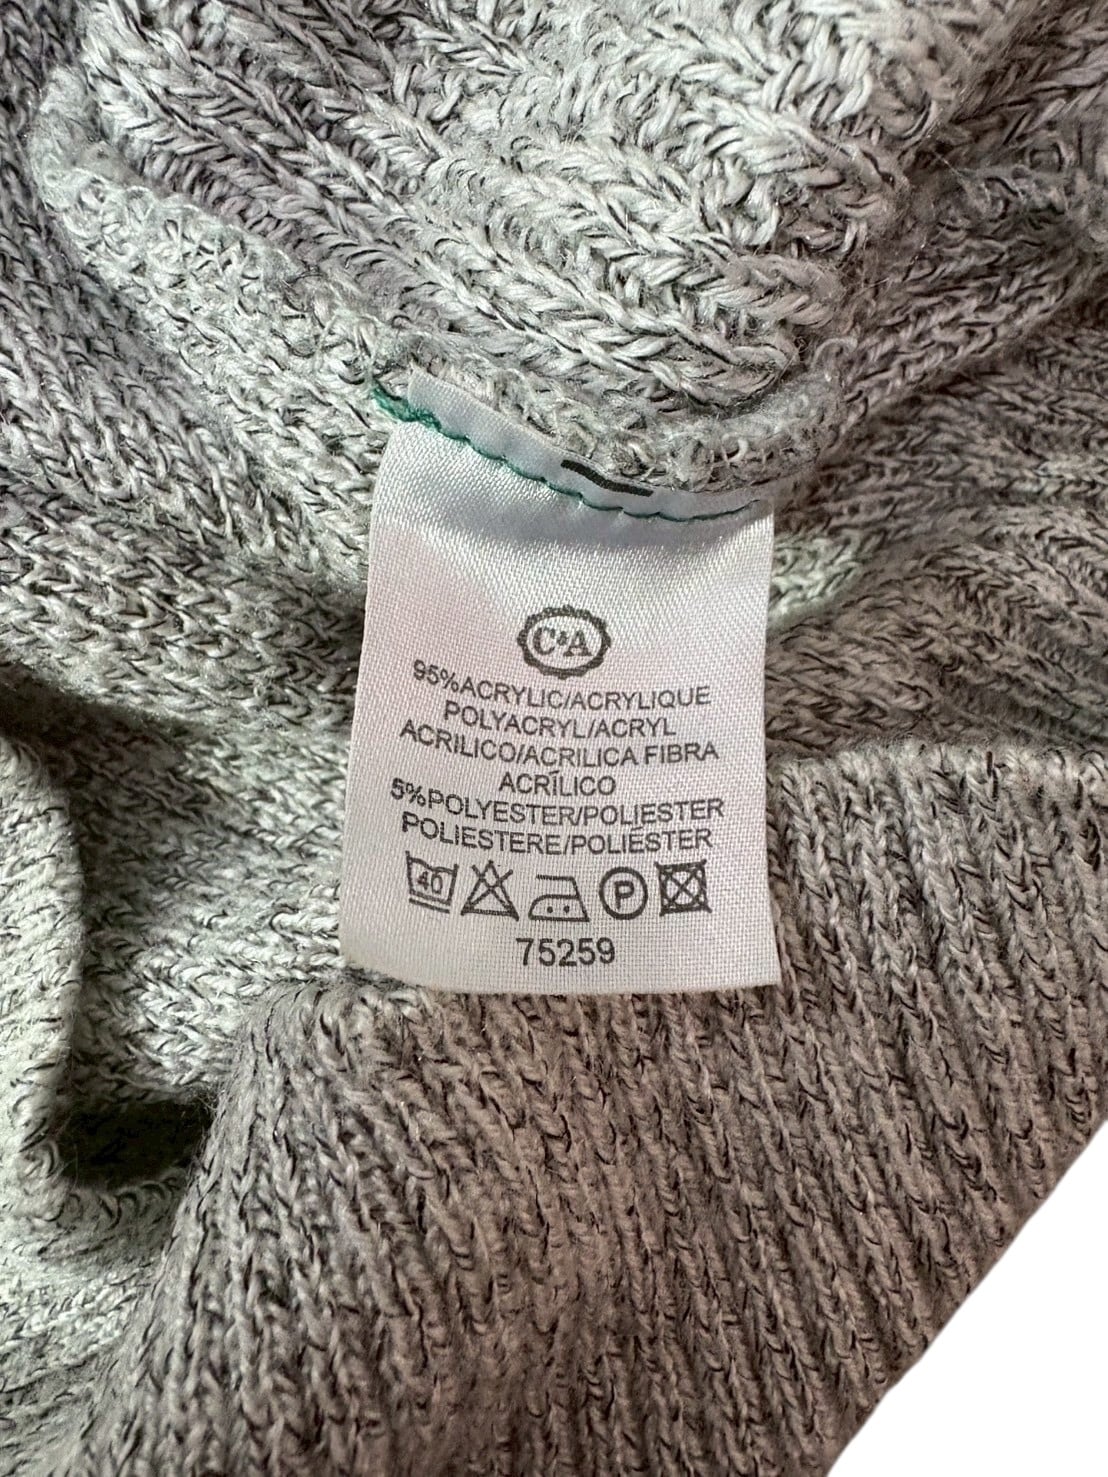 C&A
95%ACRYLIC/ACRYLIQUE
POLYACRYL/ACRYL
ACRILICO/ACRILICA FIBRA
ACRÍLICO
5%POLYESTER/POLIESTER
POLIESTERE/POLIÉSTER
40 P
75259